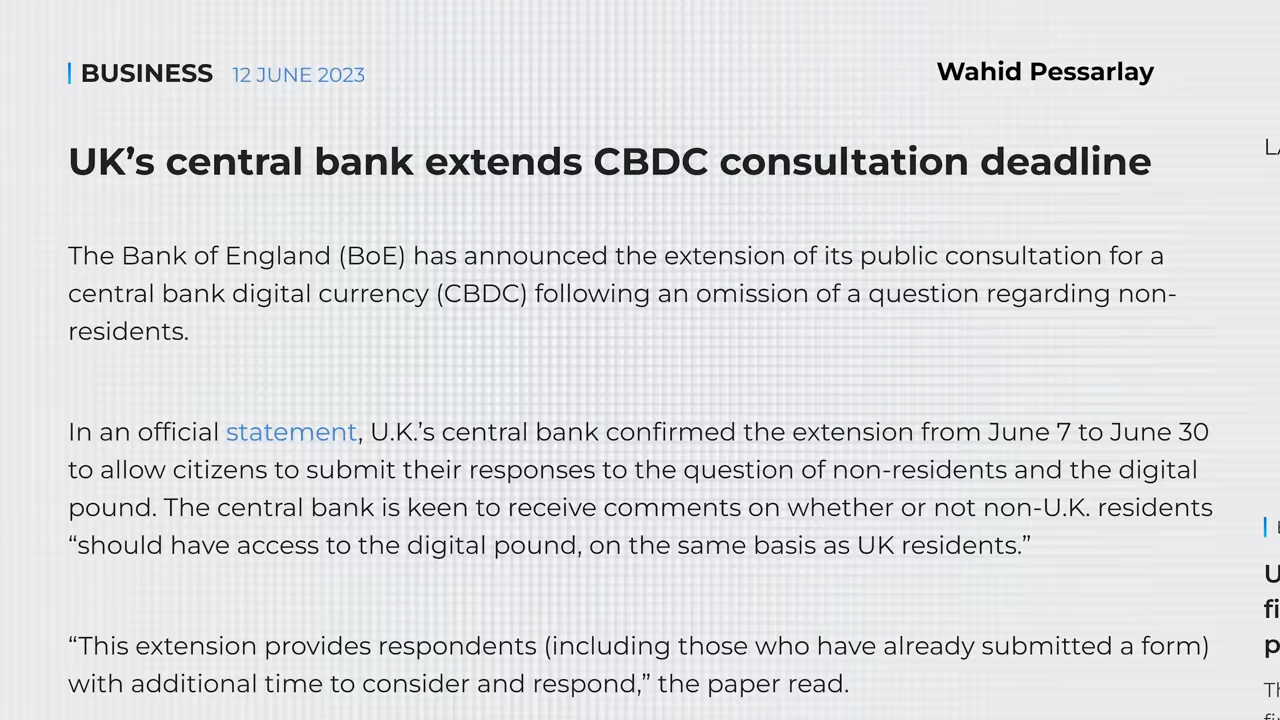 BUSINESS 12 JUNE 2023 Wahid Pessarlay
UK’s central bank extends CBDC consultation deadline
The Bank of England (BoE) has announced the extension of its public consultation for a
central bank digital currency (CBDC) following an omission of a question regarding non-
residents.
In an official statement, U.K.’s central bank confirmed the extension from June 7 to June 30
to allow citizens to submit their responses to the question of non-residents and the digital
pound. The central bank is keen to receive comments on whether or not non-U.K. residents
“should have access to the digital pound, on the same basis as UK residents.”
“This extension provides respondents (including those who have already submitted a form)
with additional time to consider and respond,” the paper read.